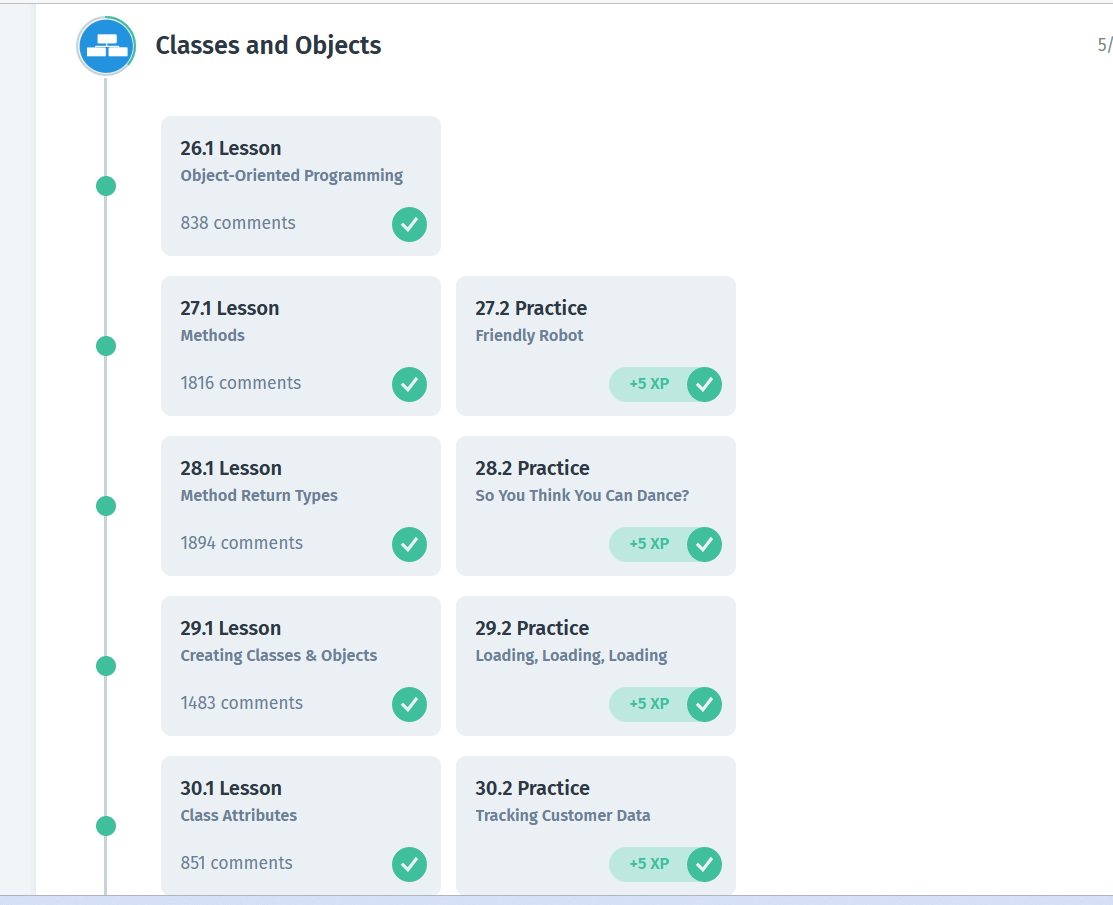 Classes and Objects
5/
26.1 Lesson
Object-Oriented Programming
838 comments
27.1 Lesson
Methods
1816 comments
27.2 Practice
Friendly Robot
+5 XP
28.1 Lesson
Method Return Types
1894 comments
28.2 Practice
So You Think You Can Dance?
+5 XP
29.1 Lesson
Creating Classes & Objects
1483 comments
29.2 Practice
Loading, Loading, Loading
+5 XP
30.1 Lesson
Class Attributes
851 comments
30.2 Practice
Tracking Customer Data
+5 XP